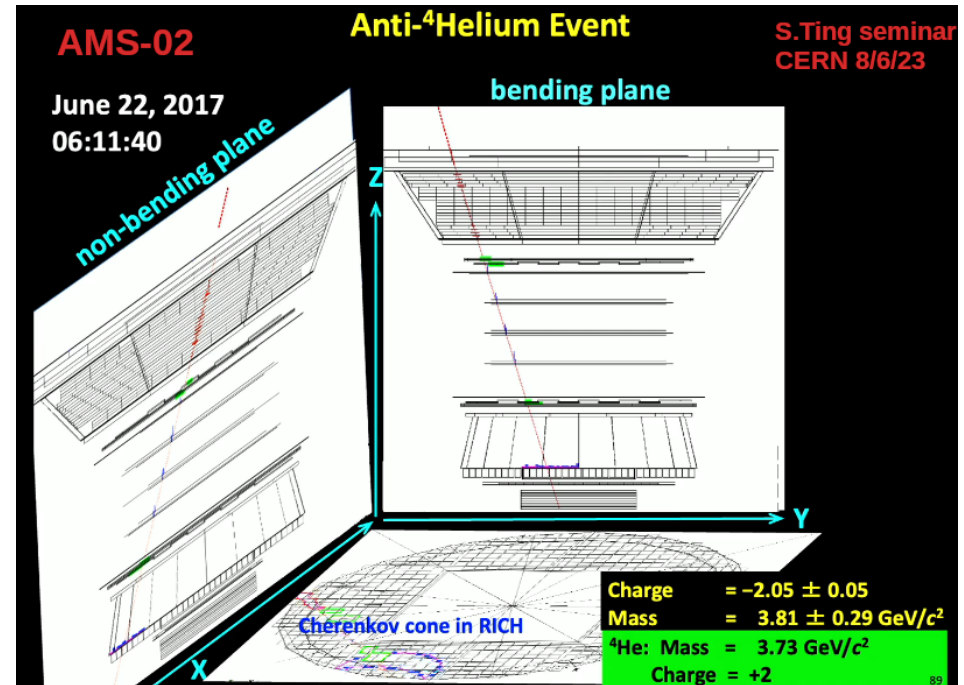 AMS-02
Anti-⁴Helium Event
S.Ting seminar
CERN 8/6/23
June 22, 2017
06:11:40
non-bending plane
bending plane
Z
Y
X
Cherenkov cone in RICH
Charge = −2.05 ± 0.05
Mass = 3.81 ± 0.29 GeV/c²
⁴He: Mass = 3.73 GeV/c²
Charge = +2
89